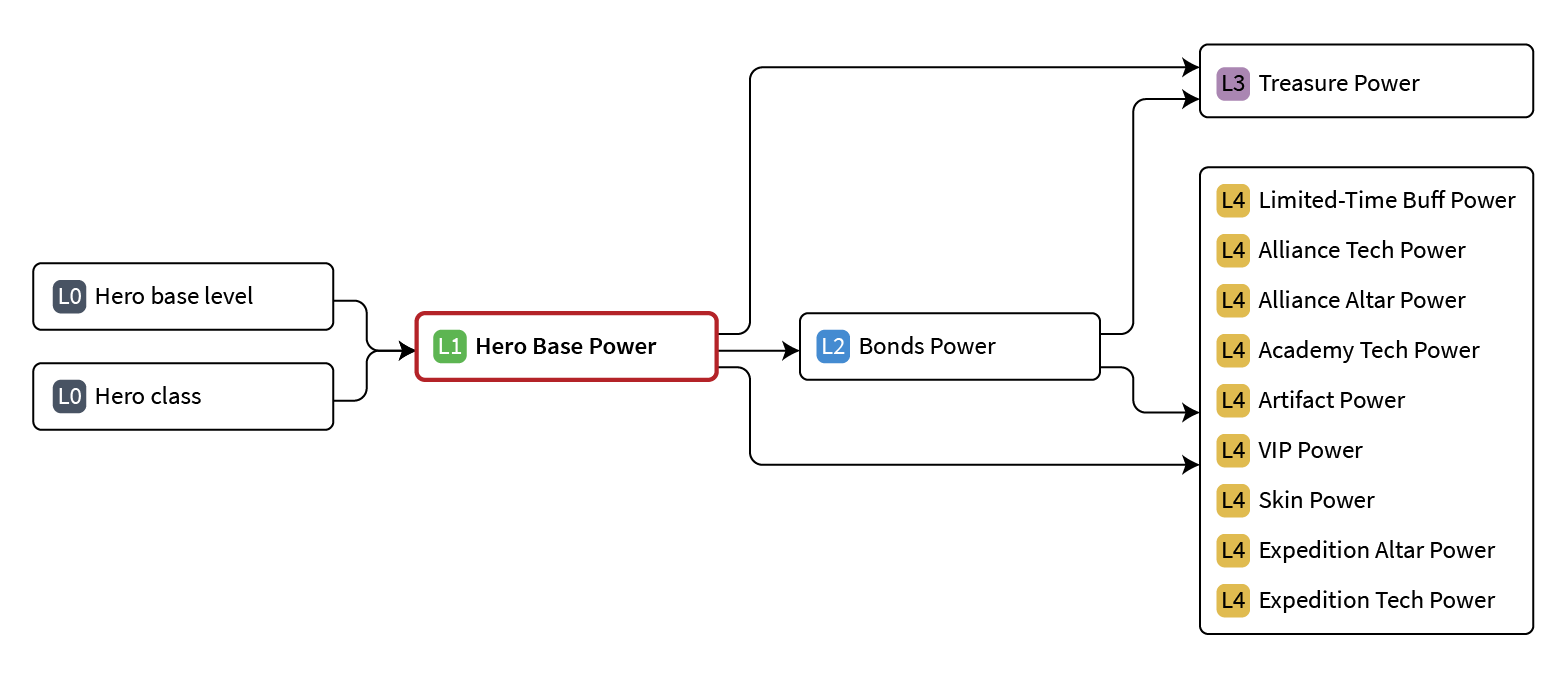 L3 Treasure Power
L4 Limited-Time Buff Power
L4 Alliance Tech Power
L0 Hero base level
L4 Alliance Altar Power
L1 Hero Base Power
L2 Bonds Power
L4 Academy Tech Power
L0 Hero class
L4 Artifact Power
L4 VIP Power
L4 Skin Power
L4 Expedition Altar Power
L4 Expedition Tech Power